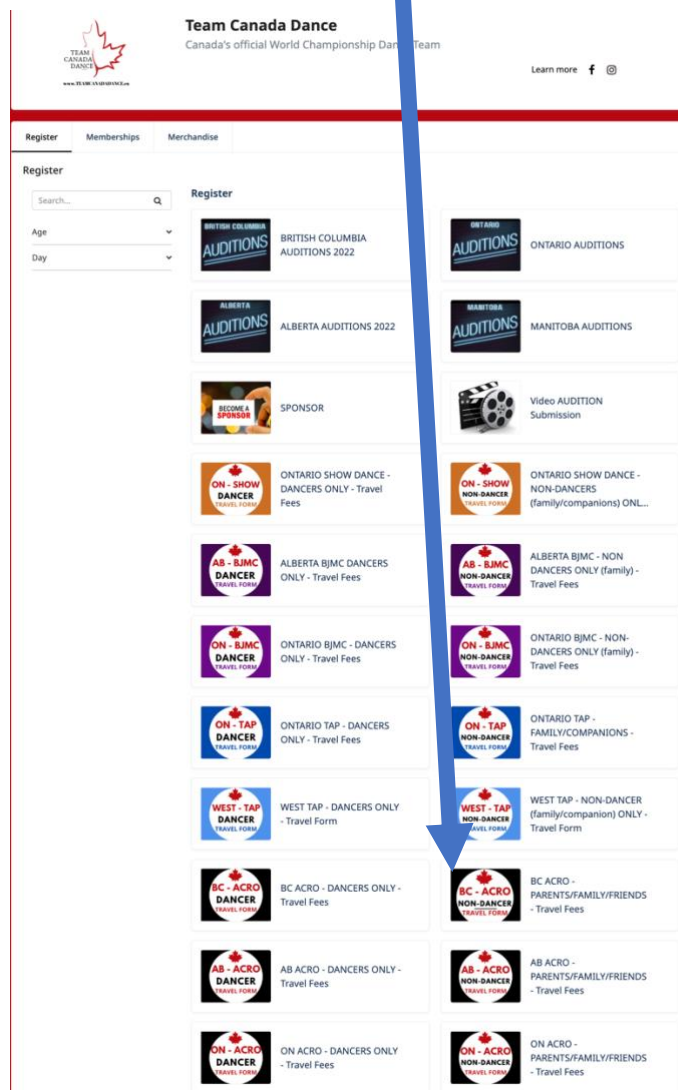 TEAM
CANADA
DANCE
www.TEAMCANADADANCE.ca
Team Canada Dance
Canada's official World Championship Dance Team
Learn more
Register Memberships Merchandise
Register
Search...
Age
Day
Register
BRITISH COLUMBIA
AUDITIONS
BRITISH COLUMBIA
AUDITIONS 2022
ONTARIO
AUDITIONS
ONTARIO AUDITIONS
ALBERTA
AUDITIONS
ALBERTA AUDITIONS 2022
MANITOBA
AUDITIONS
MANITOBA AUDITIONS
BECOME A
SPONSOR
SPONSOR
Video AUDITION
Submission
ON - SHOW
DANCER
TRAVEL FORM
ONTARIO SHOW DANCE -
DANCERS ONLY - Travel
Fees
ON - SHOW
NON-DANCER
TRAVEL FORM
ONTARIO SHOW DANCE -
NON-DANCERS
(family/companions) ONL...
AB - BJMC
DANCER
TRAVEL FORM
ALBERTA BJMC DANCERS
ONLY - Travel Fees
AB - BJMC
NON-DANCER
TRAVEL FORM
ALBERTA BJMC - NON
DANCERS ONLY (family) -
Travel Fees
ON - BJMC
DANCER
TRAVEL FORM
ONTARIO BJMC - DANCERS
ONLY - Travel Fees
ON - BJMC
NON-DANCER
TRAVEL FORM
ONTARIO BJMC - NON-
DANCERS ONLY (family) -
Travel Fees
ON - TAP
DANCER
TRAVEL FORM
ONTARIO TAP - DANCERS
ONLY - Travel Fees
ON - TAP
NON-DANCER
TRAVEL FORM
ONTARIO TAP -
FAMILY/COMPANIONS -
Travel Fees
WEST - TAP
DANCER
TRAVEL FORM
WEST TAP - DANCERS ONLY
- Travel Form
WEST - TAP
NON-DANCER
TRAVEL FORM
WEST TAP - NON-DANCER
(family/companion) ONLY -
Travel Form
BC - ACRO
DANCER
TRAVEL FORM
BC ACRO - DANCERS ONLY -
Travel Fees
BC - ACRO
NON-DANCER
TRAVEL FORM
BC ACRO -
PARENTS/FAMILY/FRIENDS
- Travel Fees
AB - ACRO
DANCER
TRAVEL FORM
AB ACRO - DANCERS ONLY -
Travel Fees
AB - ACRO
NON-DANCER
TRAVEL FORM
AB ACRO -
PARENTS/FAMILY/FRIENDS
- Travel Fees
ON - ACRO
DANCER
TRAVEL FORM
ON ACRO - DANCERS ONLY
- Travel Fees
ON - ACRO
NON-DANCER
TRAVEL FORM
ON ACRO -
PARENTS/FAMILY/FRIENDS
- Travel Fees